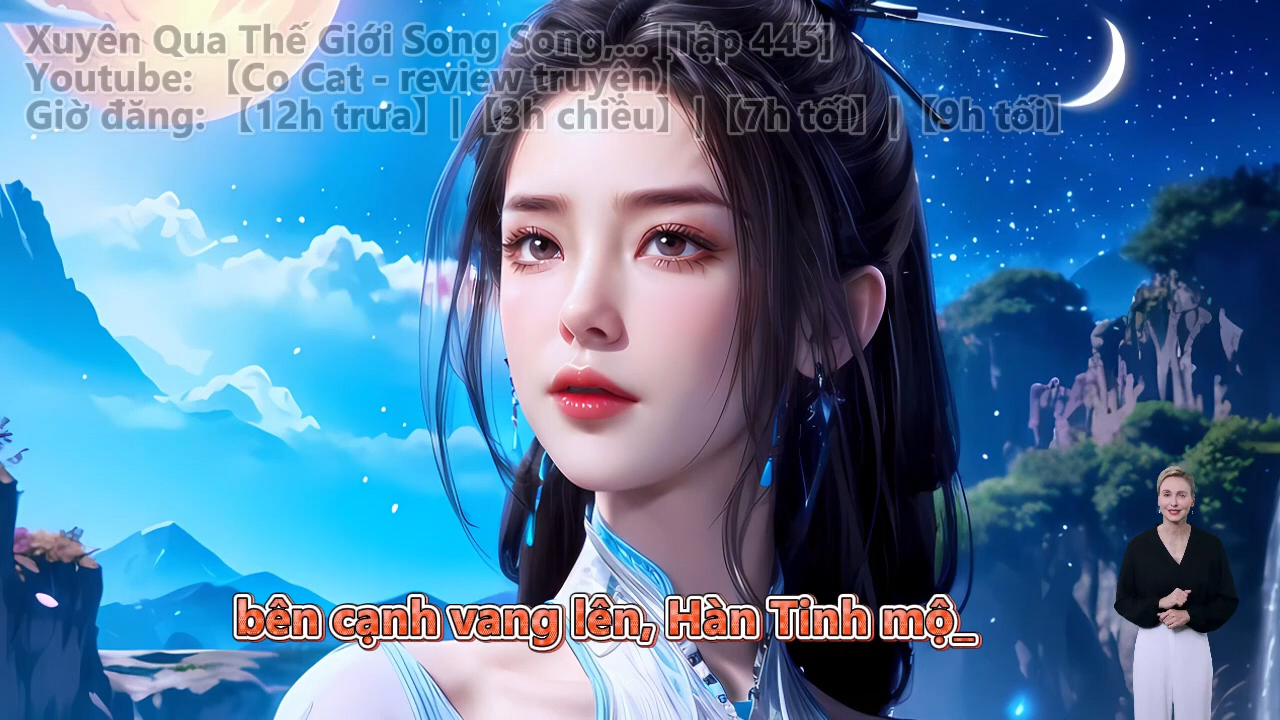 Xuyên Qua Thế Giới Song Song,... [Tập 445]
Youtube: 【Co Cat - review truyện】
Giờ đăng: 【12h trưa】 | 【3h chiều】 | 【7h tối】 | 【9h tối】
bên cạnh vang lên, Hàn Tinh mộ_